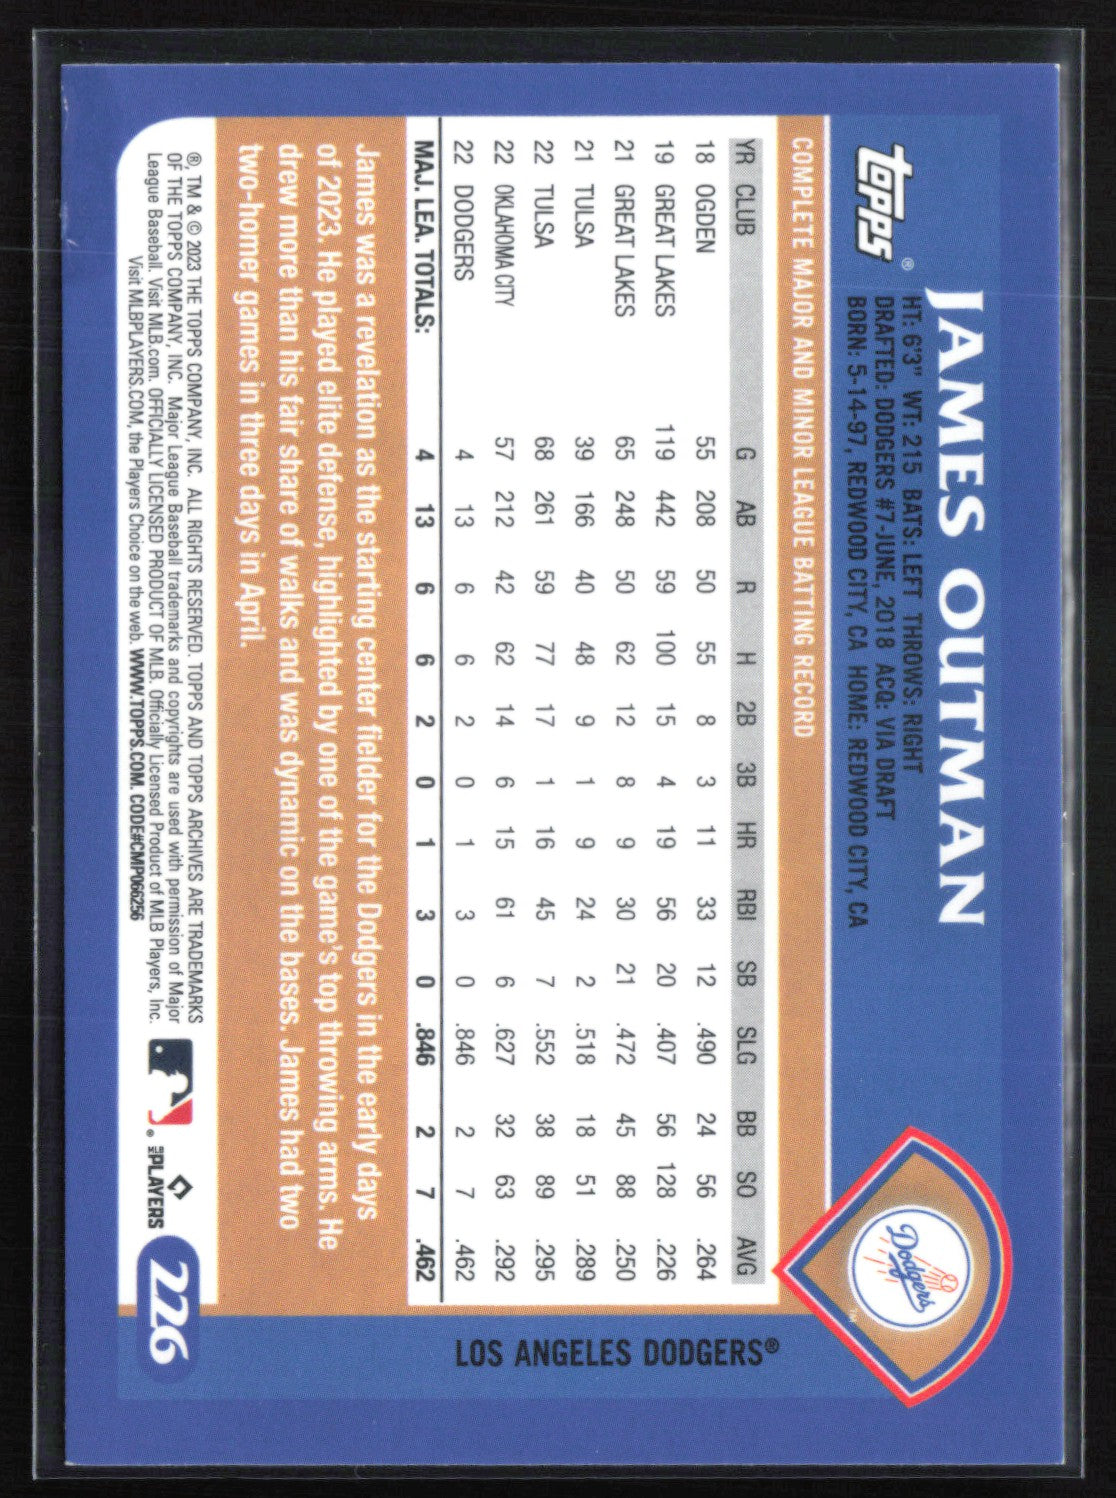 topps®
JAMES OUTMAN
HT: 6'3" WT: 215 BATS: LEFT THROWS: RIGHT
DRAFTED: DODGERS #7-JUNE, 2018 ACQ: VIA DRAFT
BORN: 5-14-97, REDWOOD CITY, CA HOME: REDWOOD CITY, CA
Dodgers
TM
COMPLETE MAJOR AND MINOR LEAGUE BATTING RECORD
YR CLUB G AB R H 2B 3B HR RBI SB SLG BB SO AVG
18 OGDEN 55 208 50 55 8 3 11 33 12 .490 24 56 .264
19 GREAT LAKES 119 442 59 100 15 4 19 56 20 .407 56 128 .226
21 GREAT LAKES 65 248 50 62 12 8 9 30 21 .472 45 88 .250
21 TULSA 39 166 40 48 9 1 9 24 2 .518 18 51 .289
22 TULSA 68 261 59 77 17 1 16 45 7 .552 38 89 .295
22 OKLAHOMA CITY 57 212 42 62 14 6 15 61 6 .627 32 63 .292
22 DODGERS 4 13 6 6 2 0 1 3 0 .846 2 7 .462
MAJ. LEA. TOTALS: 4 13 6 6 2 0 1 3 0 .846 2 7 .462
LOS ANGELES DODGERS®
James was a revelation as the starting center fielder for the Dodgers in the early days
of 2023. He played elite defense, highlighted by one of the game's top throwing arms. He
drew more than his fair share of walks and was dynamic on the bases. James had two
two-homer games in three days in April.
®, TM & © 2023 THE TOPPS COMPANY, INC. ALL RIGHTS RESERVED. TOPPS AND TOPPS ARCHIVES ARE TRADEMARKS
OF THE TOPPS COMPANY, INC. Major League Baseball trademarks and copyrights are used with permission of Major
League Baseball. Visit MLB.com. OFFICIALLY LICENSED PRODUCT OF MLB. Officially Licensed Product of MLB Players, Inc.
Visit MLBPLAYERS.COM, the Players Choice on the web. WWW.TOPPS.COM. CODE#CMP066256
®
MLB PLAYERS
226